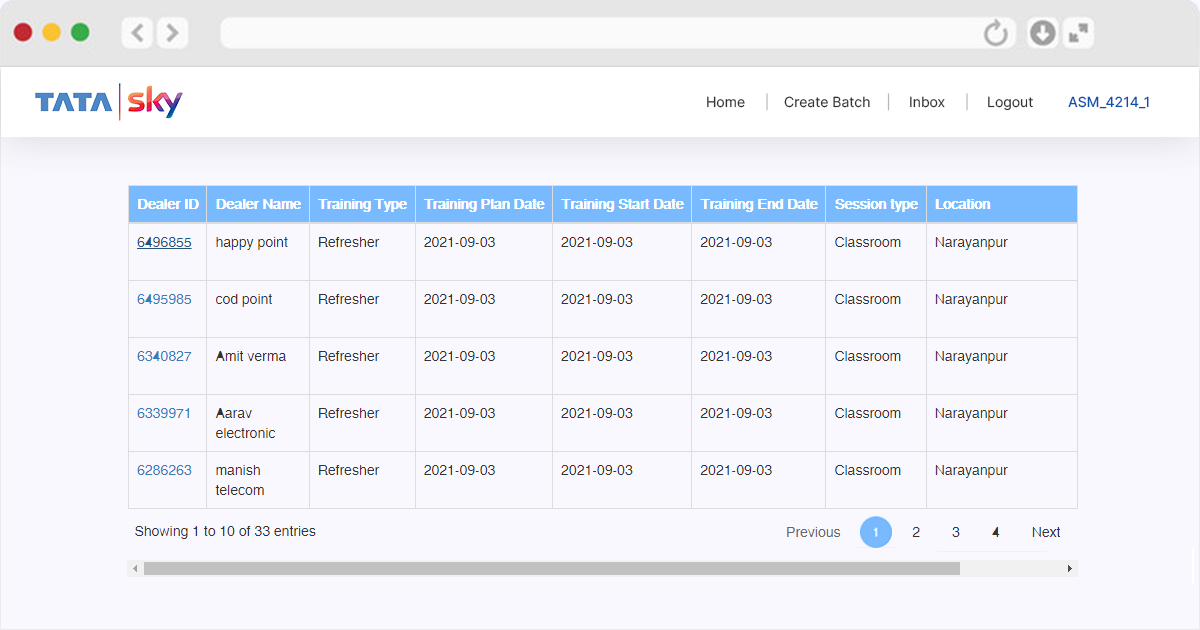 TATA sky
Home Create Batch Inbox Logout ASM_4214_1
Dealer ID Dealer Name Training Type Training Plan Date Training Start Date Training End Date Session type Location
6496855 happy point Refresher 2021-09-03 2021-09-03 2021-09-03 Classroom Narayanpur
6495985 cod point Refresher 2021-09-03 2021-09-03 2021-09-03 Classroom Narayanpur
6340827 Amit verma Refresher 2021-09-03 2021-09-03 2021-09-03 Classroom Narayanpur
6339971 Aarav Refresher 2021-09-03 2021-09-03 2021-09-03 Classroom Narayanpur
electronic
6286263 manish Refresher 2021-09-03 2021-09-03 2021-09-03 Classroom Narayanpur
telecom
Showing 1 to 10 of 33 entries Previous 1 2 3 4 Next